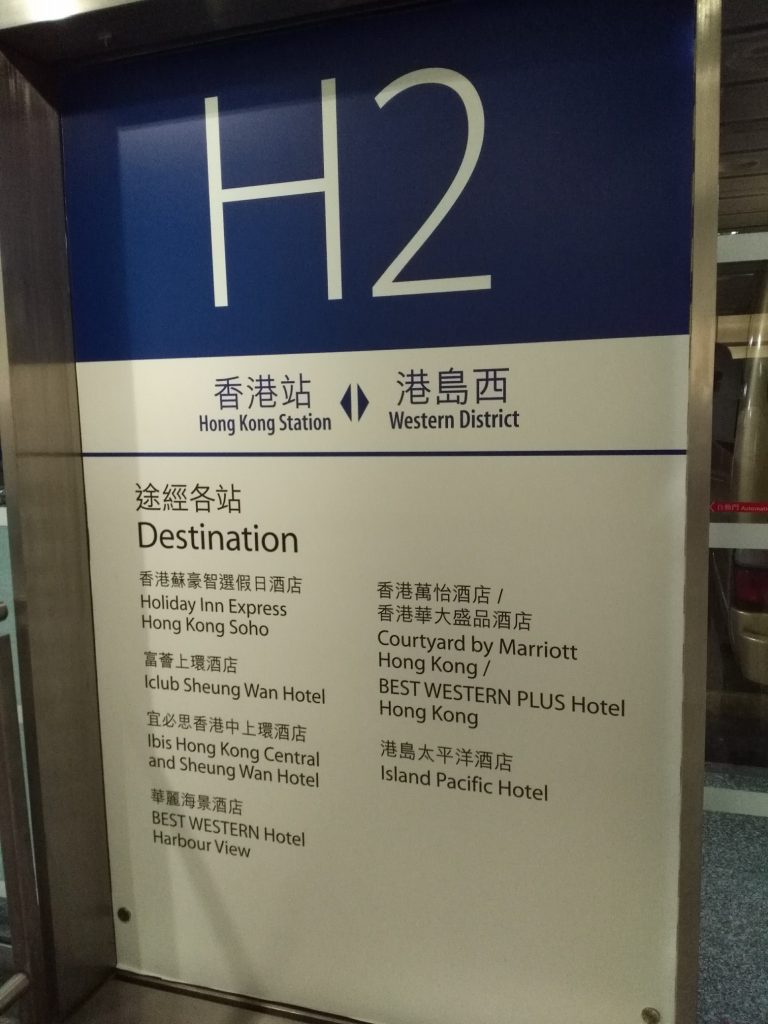 H2
香港站 港島西
Hong Kong Station Western District
途經各站
Destination
香港蘇豪智選假日酒店
Holiday Inn Express
Hong Kong Soho
富薈上環酒店
Iclub Sheung Wan Hotel
宜必思香港中上環酒店
Ibis Hong Kong Central
and Sheung Wan Hotel
華麗海景酒店
BEST WESTERN Hotel
Harbour View
香港萬怡酒店 /
香港華大盛品酒店
Courtyard by Marriott
Hong Kong /
BEST WESTERN PLUS Hotel
Hong Kong
港島太平洋酒店
Island Pacific Hotel